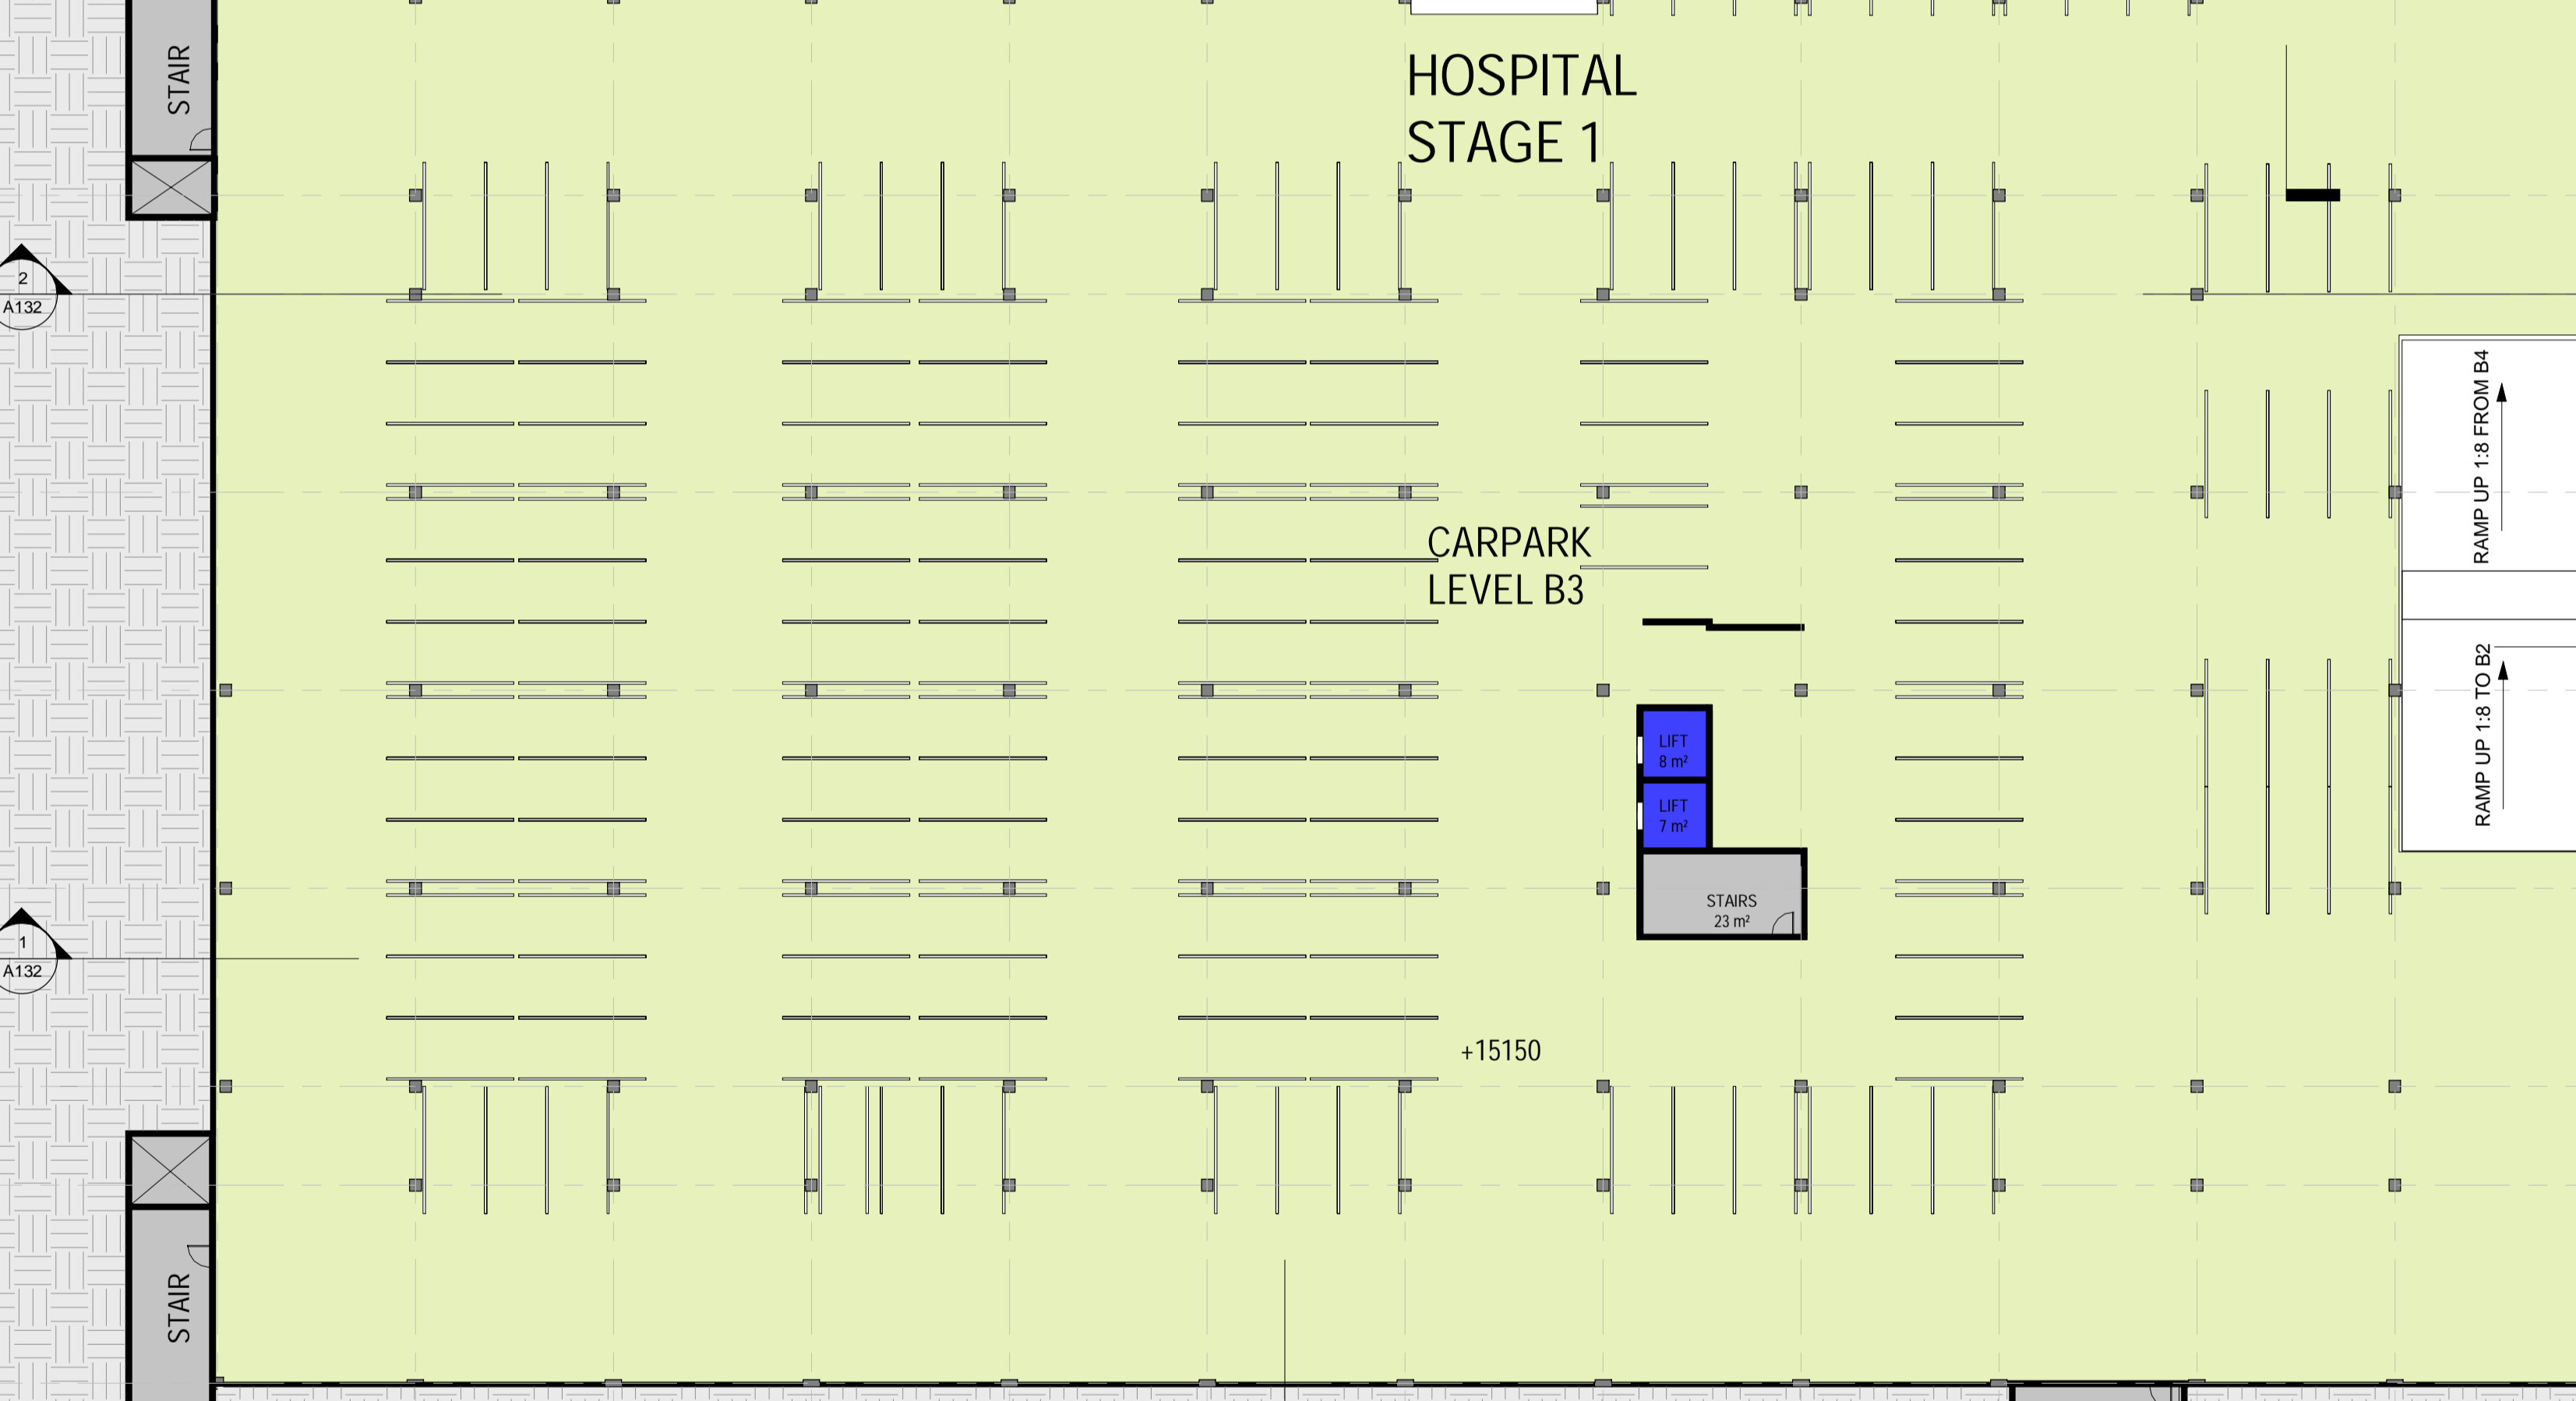 STAIR
HOSPITAL
STAGE 1
2
A132
RAMP UP 1:8 FROM B4
CARPARK
LEVEL B3
RAMP UP 1:8 TO B2
LIFT
8 m²
LIFT
7 m²
STAIRS
23 m²
1
A132
+15150
STAIR